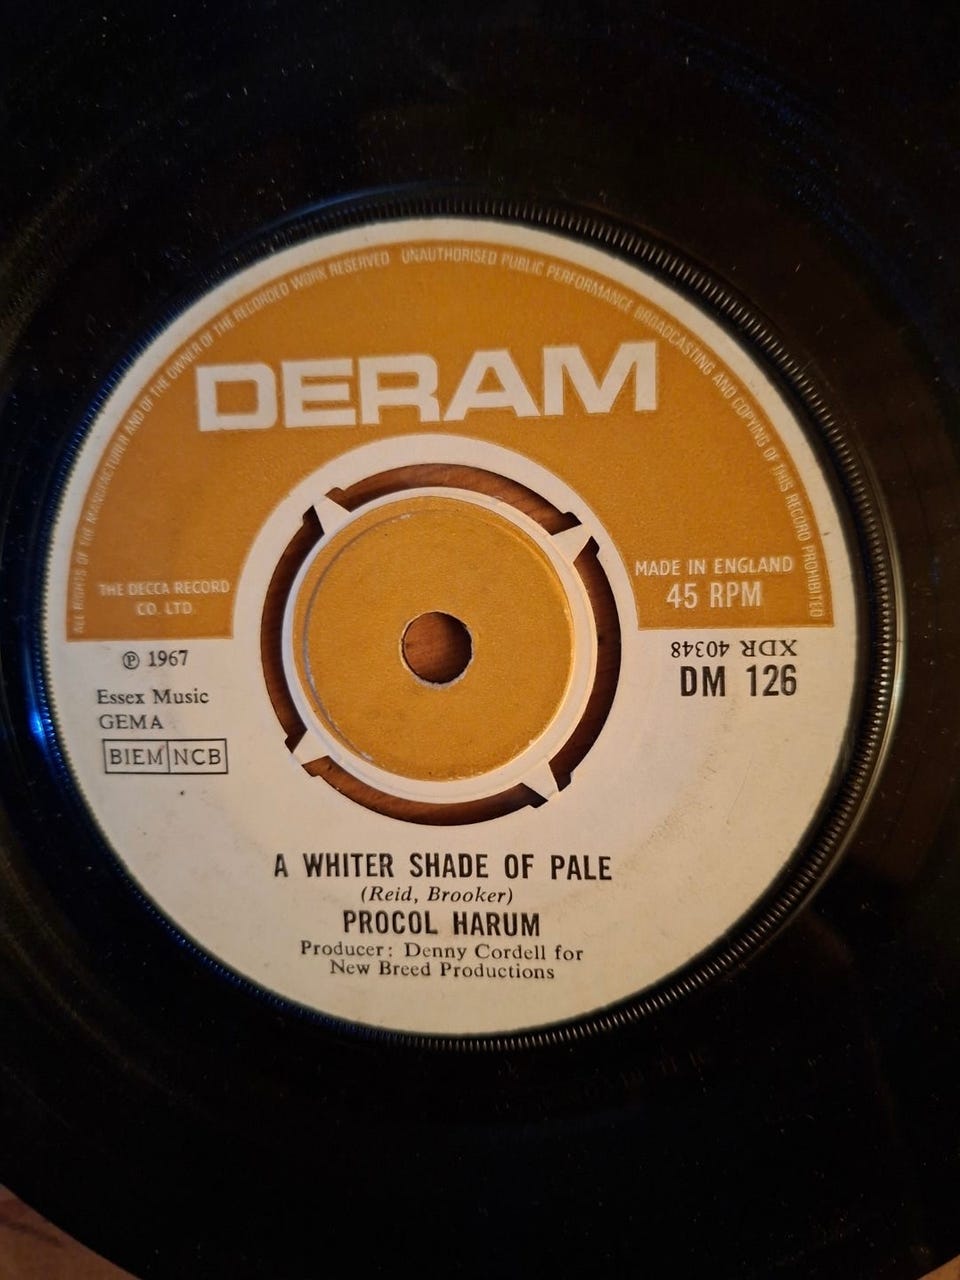 ALL RIGHTS OF THE MANUFACTURER AND OF THE OWNER OF THE RECORDED WORK RESERVED UNAUTHORISED PUBLIC PERFORMANCE BROADCASTING AND COPYING OF THIS RECORD PROHIBITED
DERAM
THE DECCA RECORD
CO. LTD.
MADE IN ENGLAND
45 RPM
℗ 1967
XDR 40348
DM 126
Essex Music
GEMA
BIEM NCB
A WHITER SHADE OF PALE
(Reid, Brooker)
PROCOL HARUM
Producer: Denny Cordell for
New Breed Productions